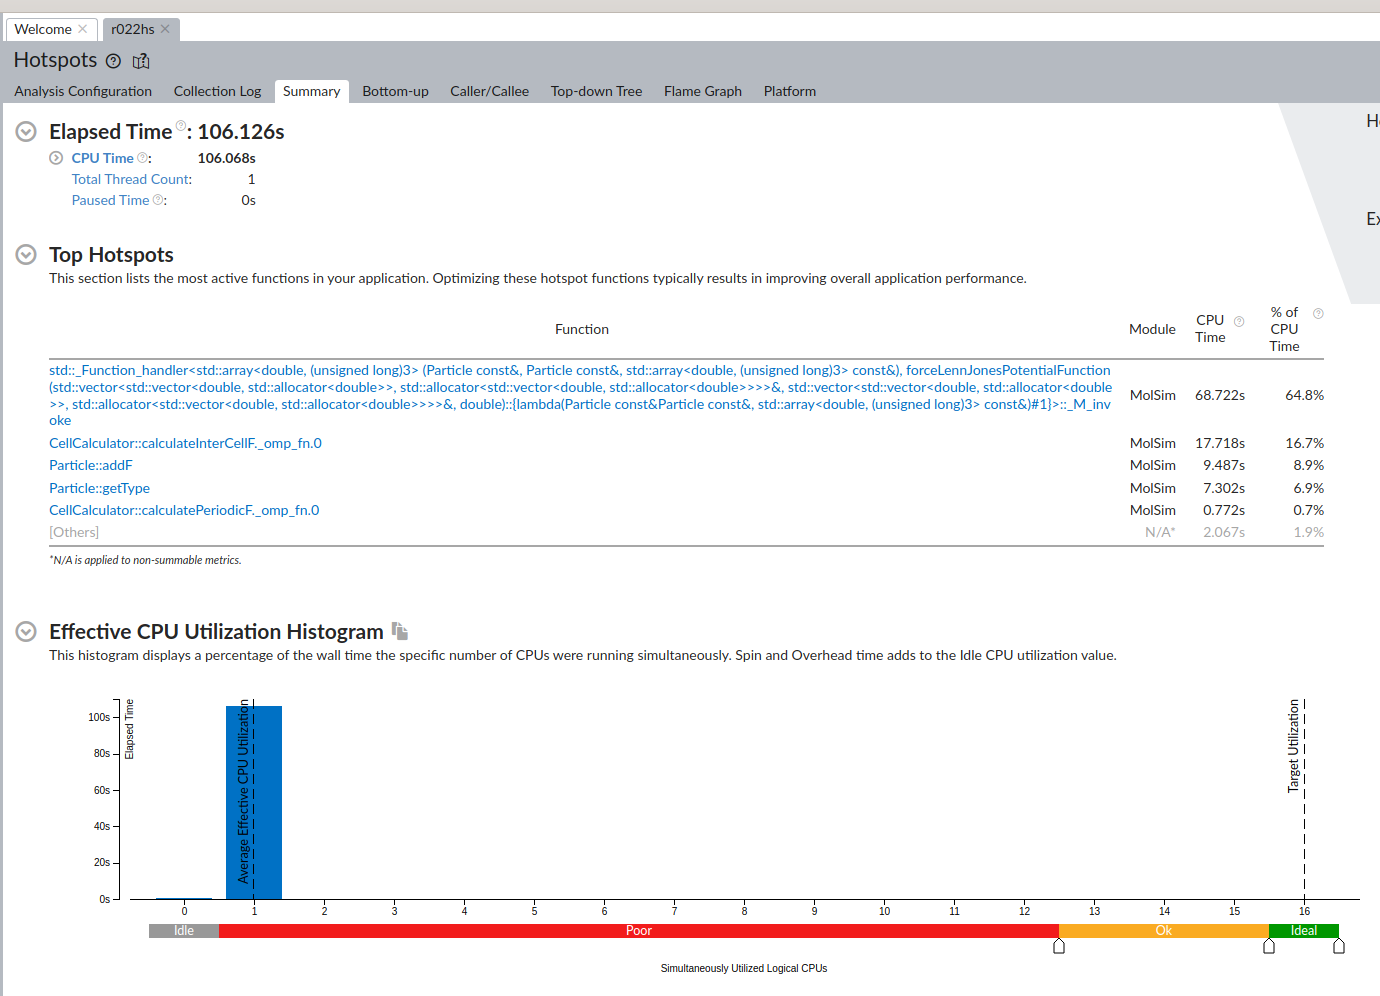 Welcome
r022hs
Hotspots
Analysis Configuration Collection Log Summary Bottom-up Caller/Callee Top-down Tree Flame Graph Platform
Elapsed Time: 106.126s
CPU Time: 106.068s
Total Thread Count: 1
Paused Time: 0s
Top Hotspots
This section lists the most active functions in your application. Optimizing these hotspot functions typically results in improving overall application performance.
Function Module CPU Time % of CPU Time
std::_Function_handler<std::array<double, (unsigned long)3> (Particle const&, Particle const&, std::array<double, (unsigned long)3> const&), forceLennJonesPotentialFunction
(std::vector<std::vector<double, std::allocator<double>>, std::allocator<std::vector<double, std::allocator<double>>>>&, std::vector<std::vector<double, std::allocator<double
>>, std::allocator<std::vector<double, std::allocator<double>>>>&, double)::{lambda(Particle const&Particle const&, std::array<double, (unsigned long)3> const&)#1}>::_M_inv
oke MolSim 68.722s 64.8%
CellCalculator::calculateInterCellF._omp_fn.0 MolSim 17.718s 16.7%
Particle::addF MolSim 9.487s 8.9%
Particle::getType MolSim 7.302s 6.9%
CellCalculator::calculatePeriodicF._omp_fn.0 MolSim 0.772s 0.7%
[Others] N/A* 2.067s 1.9%
*N/A is applied to non-summable metrics.
Effective CPU Utilization Histogram
This histogram displays a percentage of the wall time the specific number of CPUs were running simultaneously. Spin and Overhead time adds to the Idle CPU utilization value.
Elapsed Time
100s
80s
60s
40s
20s
0s
Average Effective CPU Utilization
Target Utilization
0 1 2 3 4 5 6 7 8 9 10 11 12 13 14 15 16
Idle Poor Ok Ideal
Simultaneously Utilized Logical CPUs